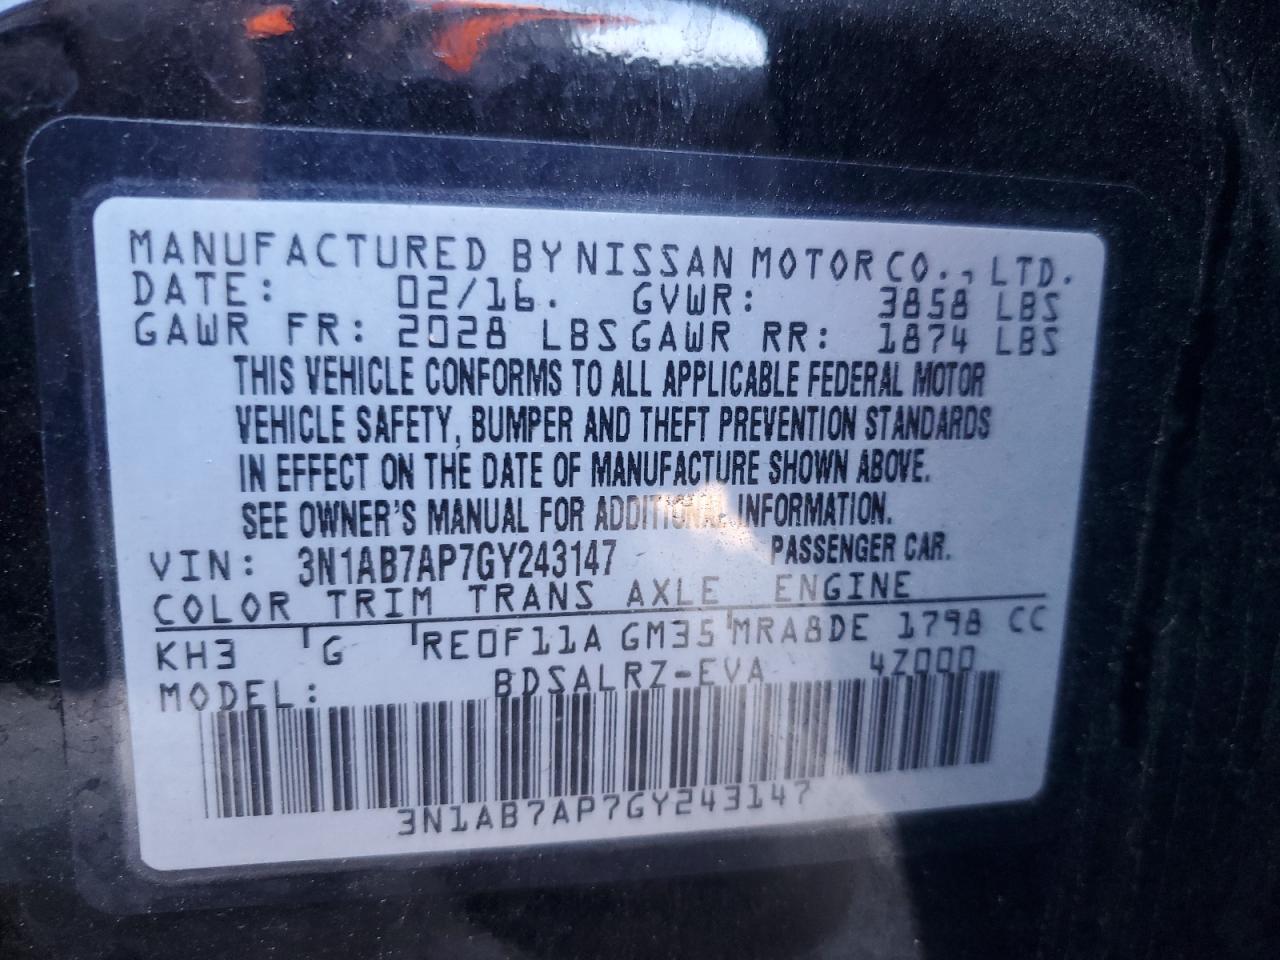 MANUFACTURED BY NISSAN MOTOR CO., LTD.
DATE: 02/16. GVWR: 3858 LBS
GAWR FR: 2028 LBS GAWR RR: 1874 LBS
THIS VEHICLE CONFORMS TO ALL APPLICABLE FEDERAL MOTOR
VEHICLE SAFETY, BUMPER AND THEFT PREVENTION STANDARDS
IN EFFECT ON THE DATE OF MANUFACTURE SHOWN ABOVE.
SEE OWNER'S MANUAL FOR ADDITIONAL INFORMATION.
VIN: 3N1AB7AP7GY243147 PASSENGER CAR.
COLOR TRIM TRANS AXLE ENGINE
KH3 G RE0F11A GM35 MRA8DE 1798 CC
MODEL: BDSALRZ-EVA 4Z000
3N1AB7AP7GY243147